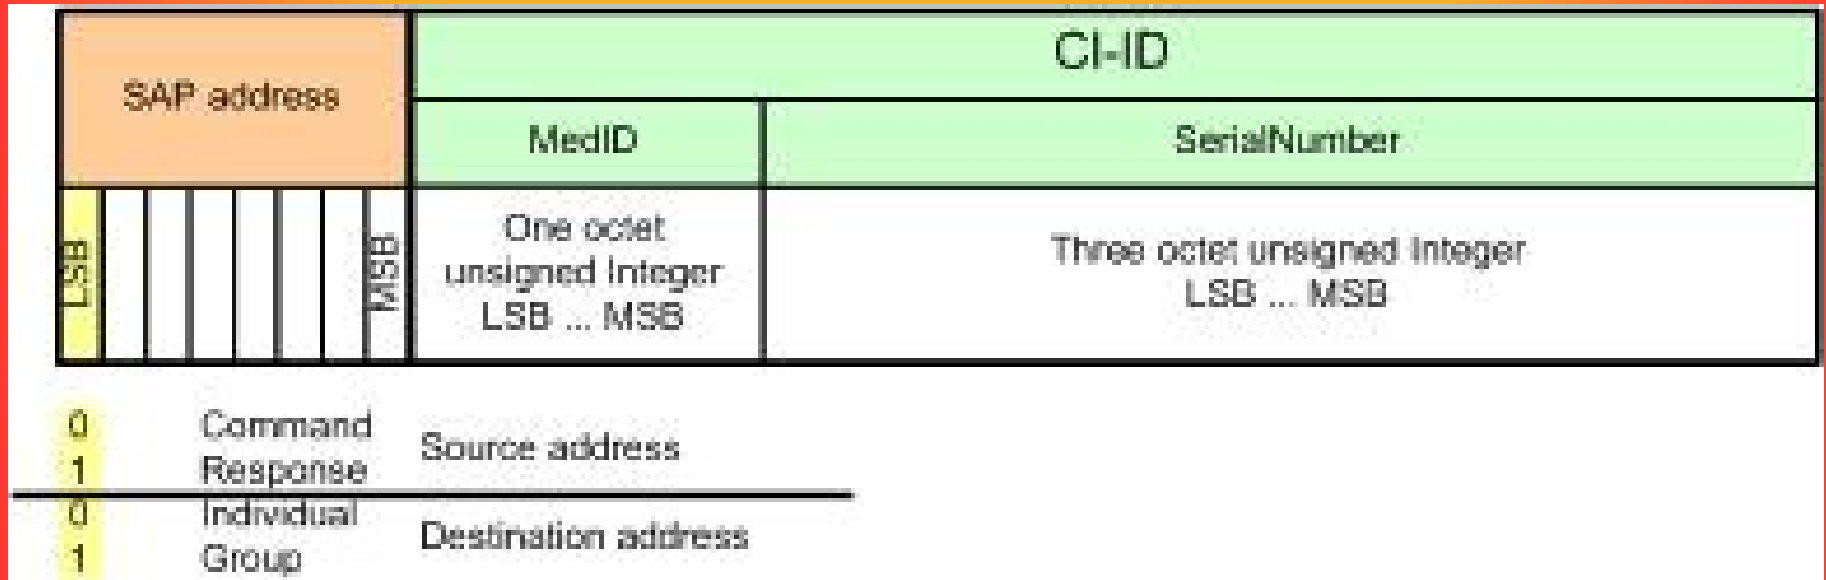 CI-ID
SAP address
MedID
SerialNumber
LSB
MSB
One octet
unsigned Integer
LSB ... MSB
Three octet unsigned Integer
LSB ... MSB
0 Command
Source address
1 Response
0 Individual
Destination address
1 Group